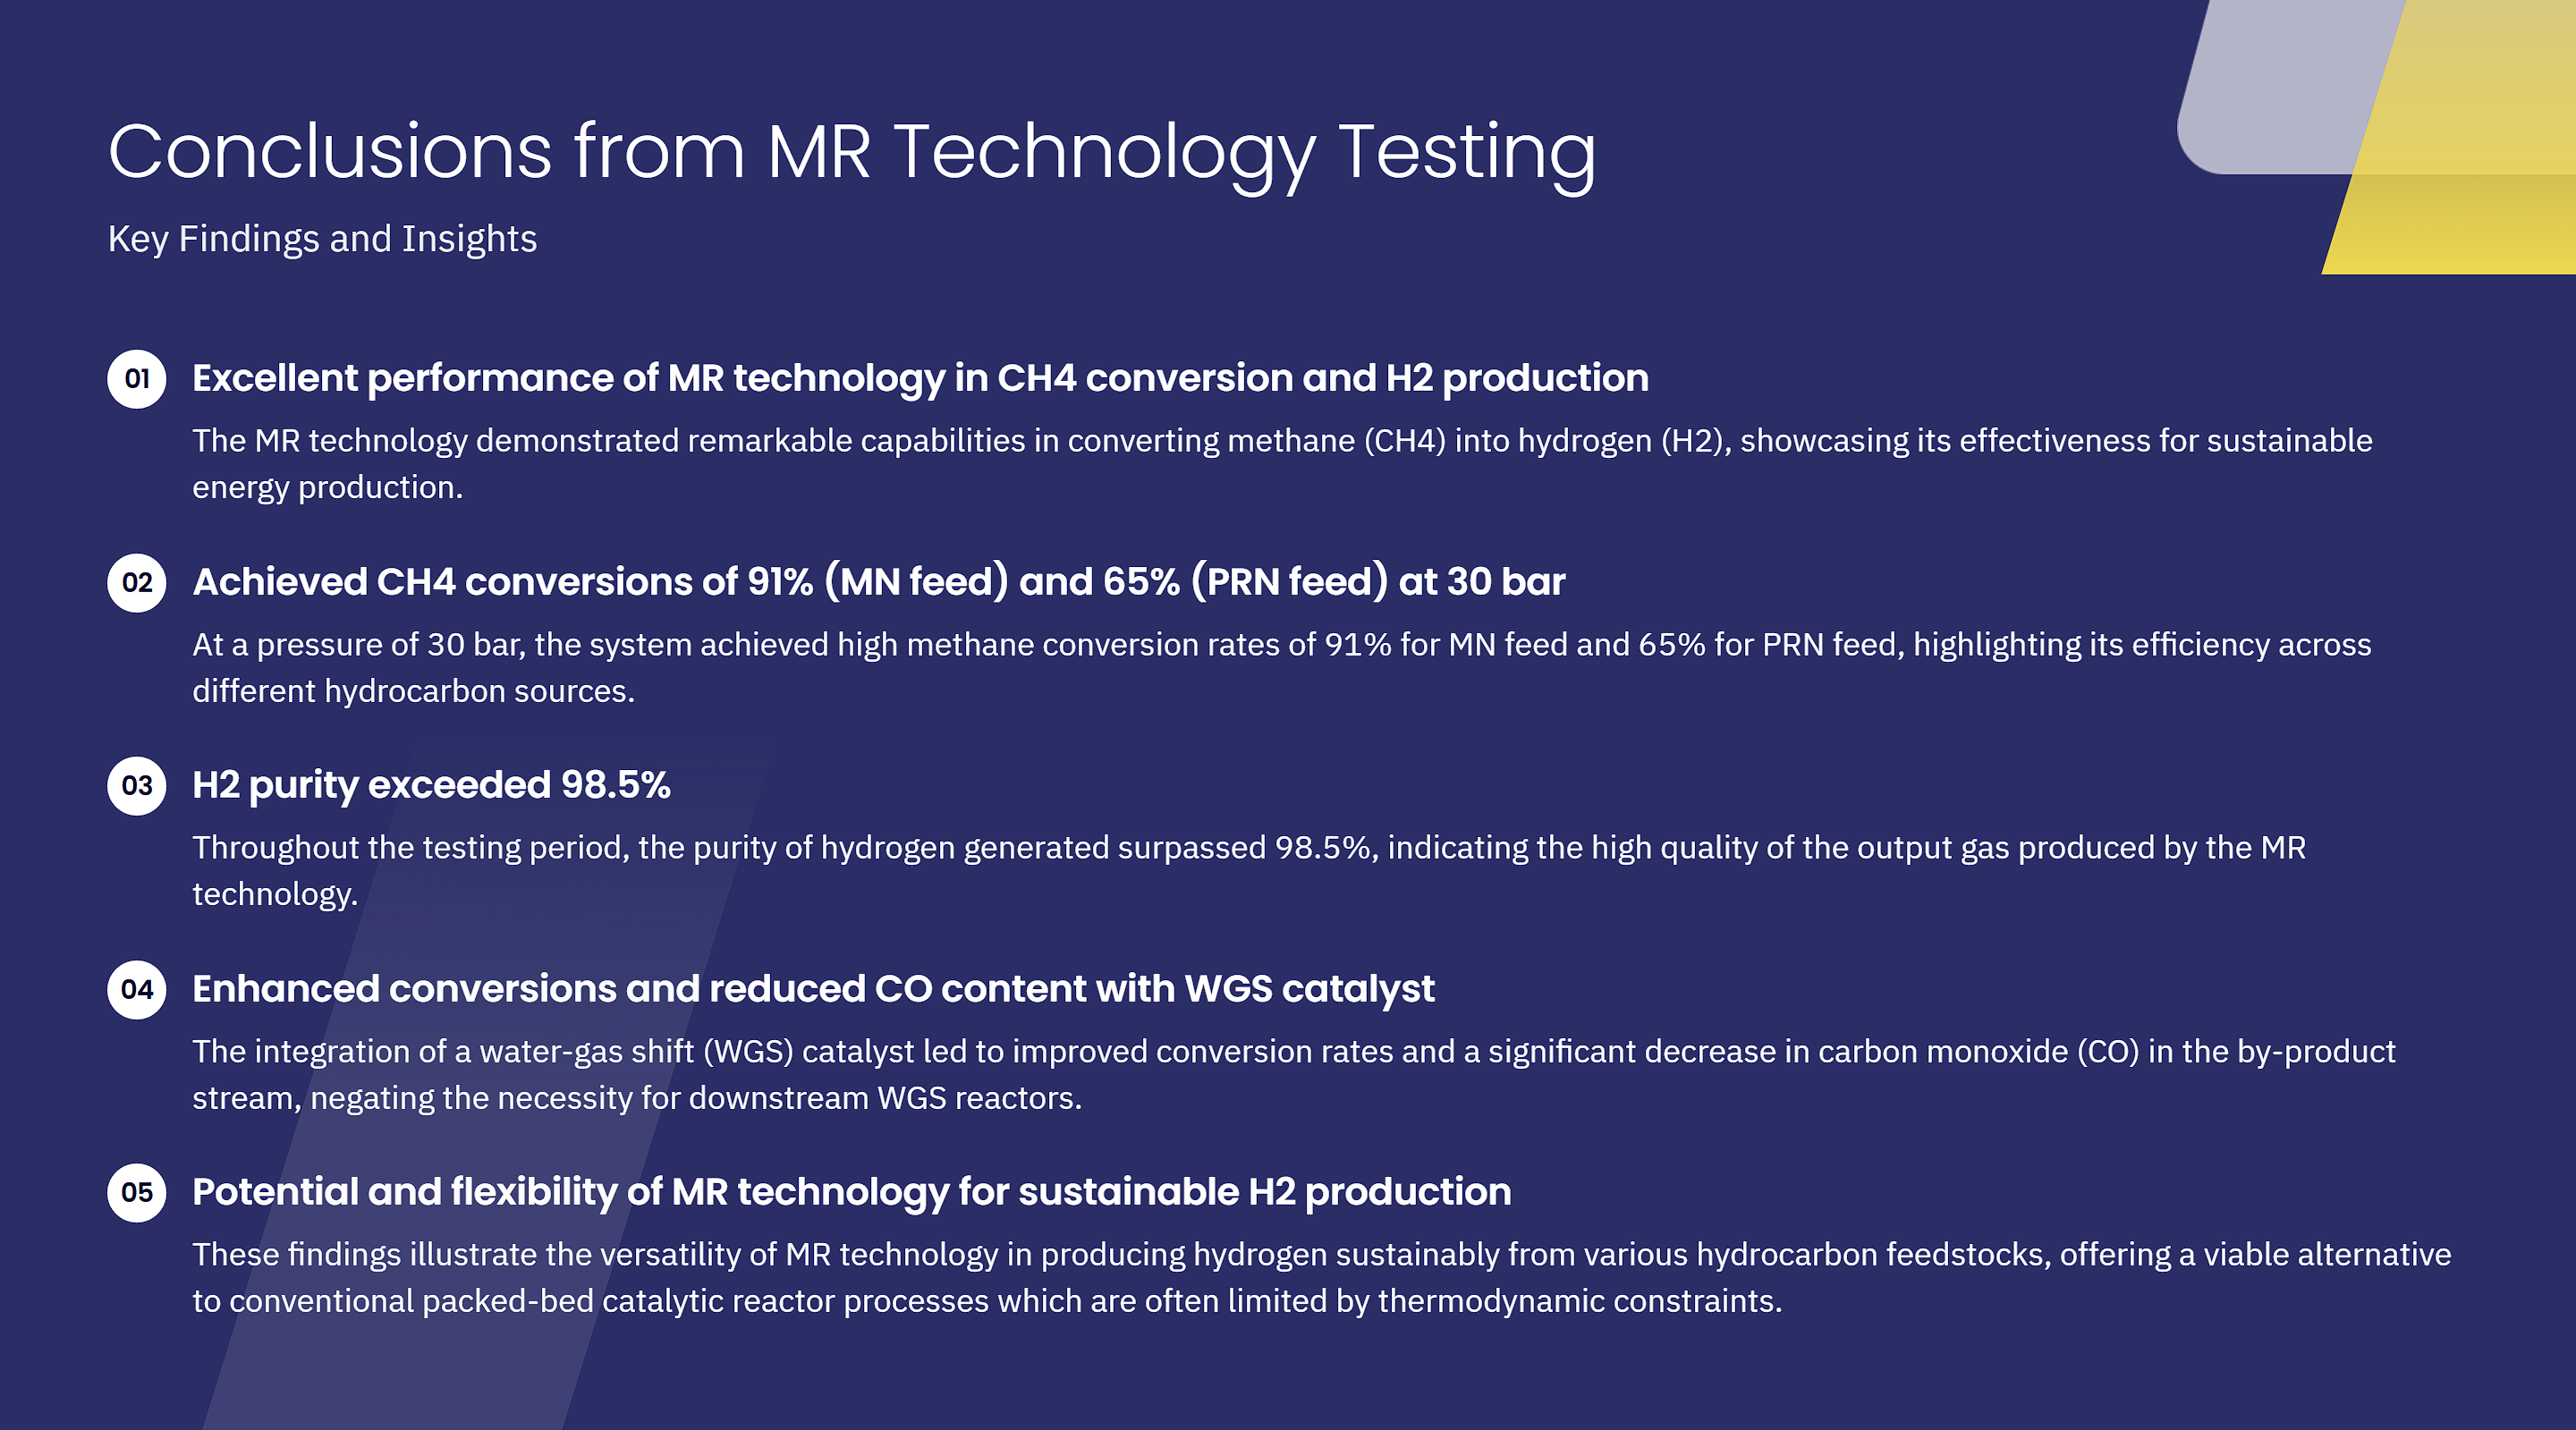 Conclusions from MR Technology Testing
Key Findings and Insights
01 Excellent performance of MR technology in CH4 conversion and H2 production
The MR technology demonstrated remarkable capabilities in converting methane (CH4) into hydrogen (H2), showcasing its effectiveness for sustainable
energy production.
02 Achieved CH4 conversions of 91% (MN feed) and 65% (PRN feed) at 30 bar
At a pressure of 30 bar, the system achieved high methane conversion rates of 91% for MN feed and 65% for PRN feed, highlighting its efficiency across
different hydrocarbon sources.
03 H2 purity exceeded 98.5%
Throughout the testing period, the purity of hydrogen generated surpassed 98.5%, indicating the high quality of the output gas produced by the MR
technology.
04 Enhanced conversions and reduced CO content with WGS catalyst
The integration of a water-gas shift (WGS) catalyst led to improved conversion rates and a significant decrease in carbon monoxide (CO) in the by-product
stream, negating the necessity for downstream WGS reactors.
05 Potential and flexibility of MR technology for sustainable H2 production
These findings illustrate the versatility of MR technology in producing hydrogen sustainably from various hydrocarbon feedstocks, offering a viable alternative
to conventional packed-bed catalytic reactor processes which are often limited by thermodynamic constraints.